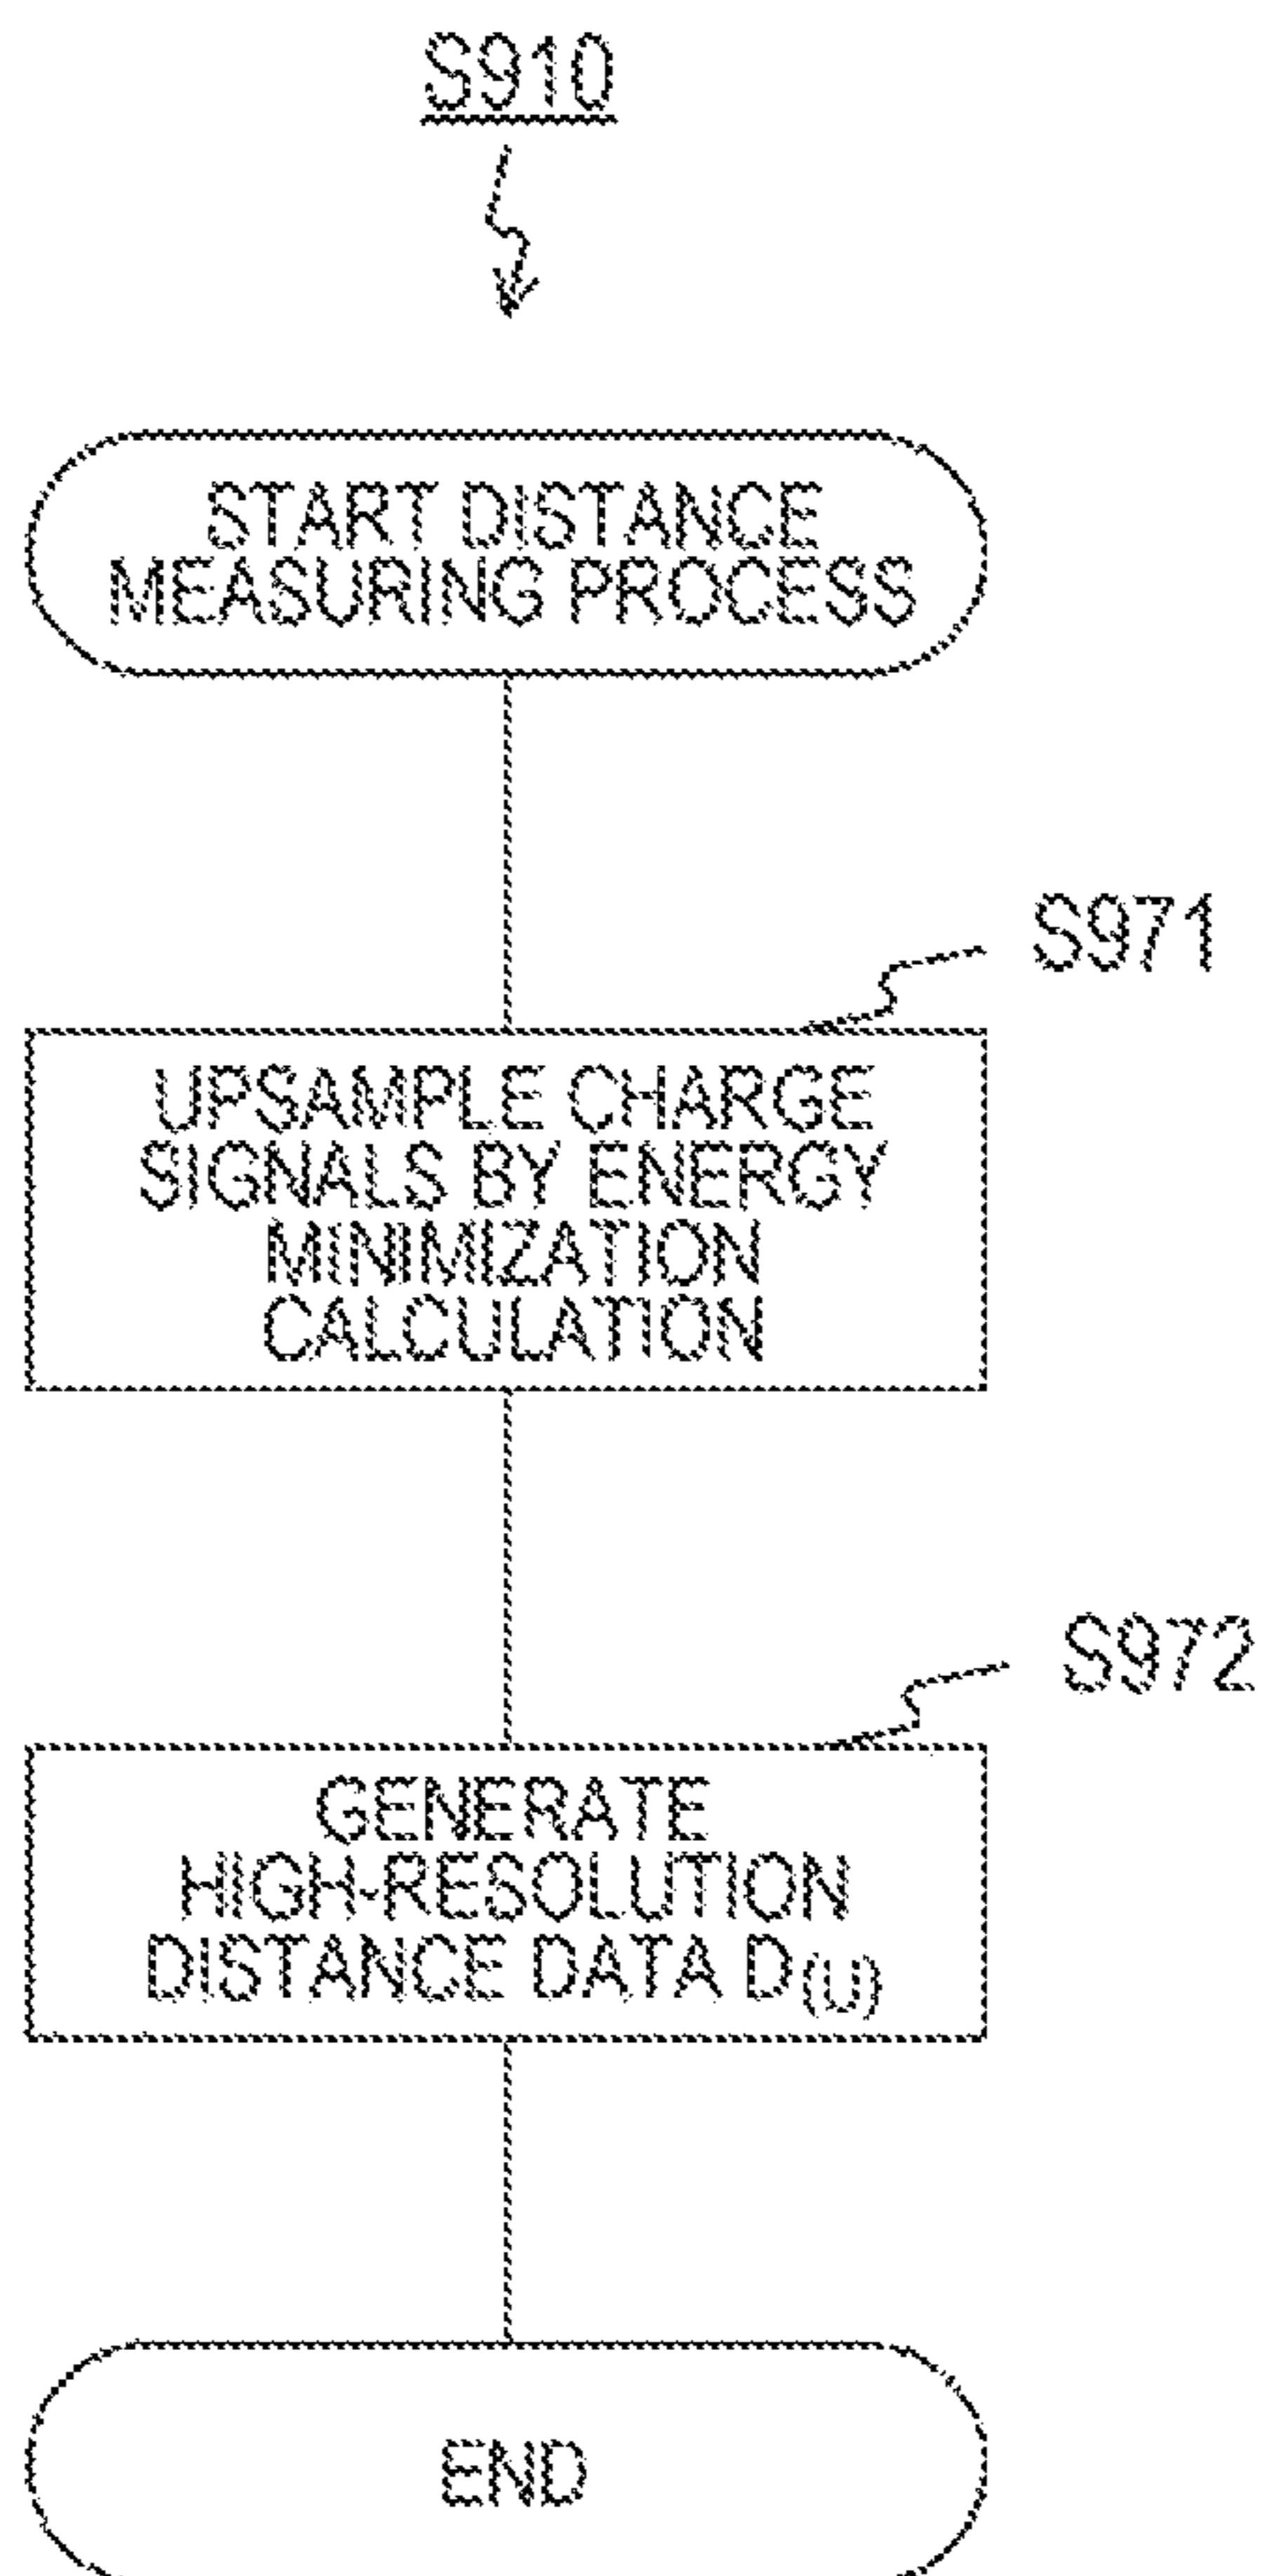 S910
START DISTANCE
MEASURING PROCESS
S971
UPSAMPLE CHARGE
SIGNALS BY ENERGY
MINIMIZATION
CALCULATION
S972
GENERATE
HIGH-RESOLUTION
DISTANCE DATA D(U)
END